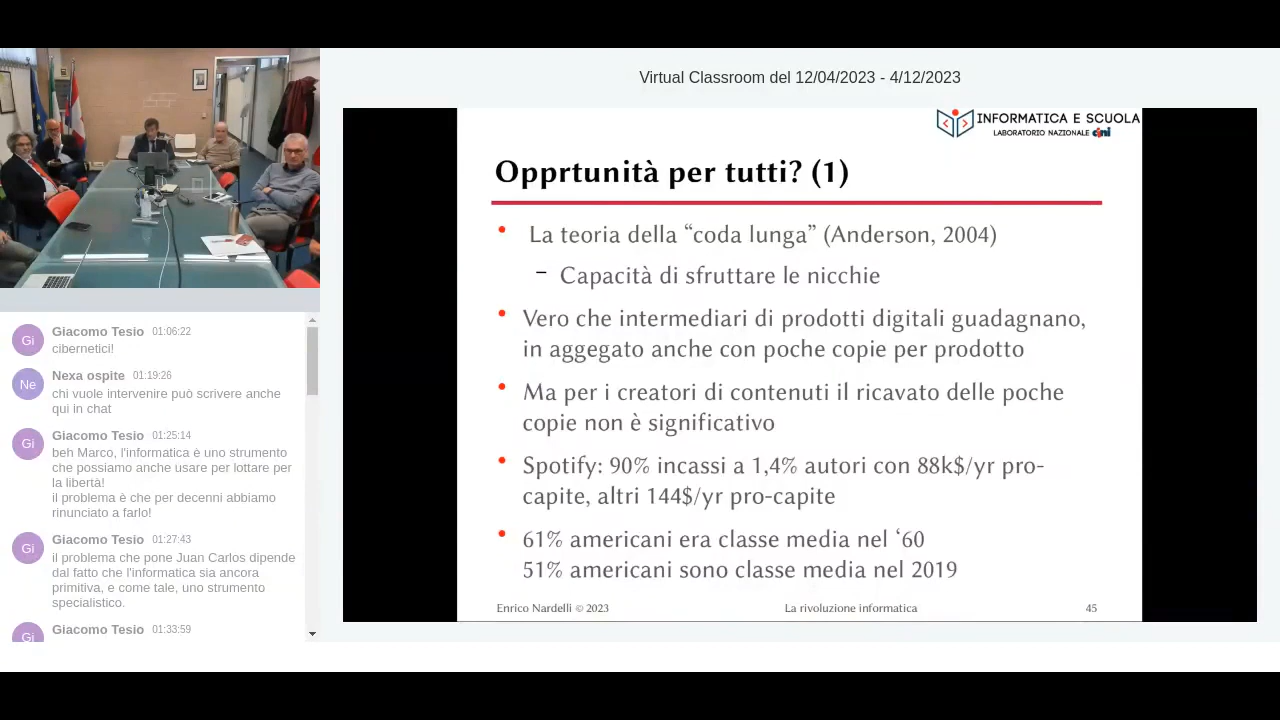 Virtual Classroom del 12/04/2023 - 4/12/2023
INFORMATICA E SCUOLA
LABORATORIO NAZIONALE cini
Opprtunità per tutti? (1)
• La teoria della “coda lunga” (Anderson, 2004)
– Capacità di sfruttare le nicchie
• Vero che intermediari di prodotti digitali guadagnano,
in aggegato anche con poche copie per prodotto
• Ma per i creatori di contenuti il ricavato delle poche
copie non è significativo
• Spotify: 90% incassi a 1,4% autori con 88k$/yr pro-
capite, altri 144$/yr pro-capite
• 61% americani era classe media nel ‘60
51% americani sono classe media nel 2019
Enrico Nardelli © 2023 La rivoluzione informatica 45
Gi
Giacomo Tesio 01:06:22
cibernetici!
Ne
Nexa ospite 01:19:26
chi vuole intervenire può scrivere anche
qui in chat
Gi
Giacomo Tesio 01:25:14
beh Marco, l'informatica è uno strumento
che possiamo anche usare per lottare per
la libertà!
il problema è che per decenni abbiamo
rinunciato a farlo!
Gi
Giacomo Tesio 01:27:43
il problema che pone Juan Carlos dipende
dal fatto che l'informatica sia ancora
primitiva, e come tale, uno strumento
specialistico.
Gi
Giacomo Tesio 01:33:59